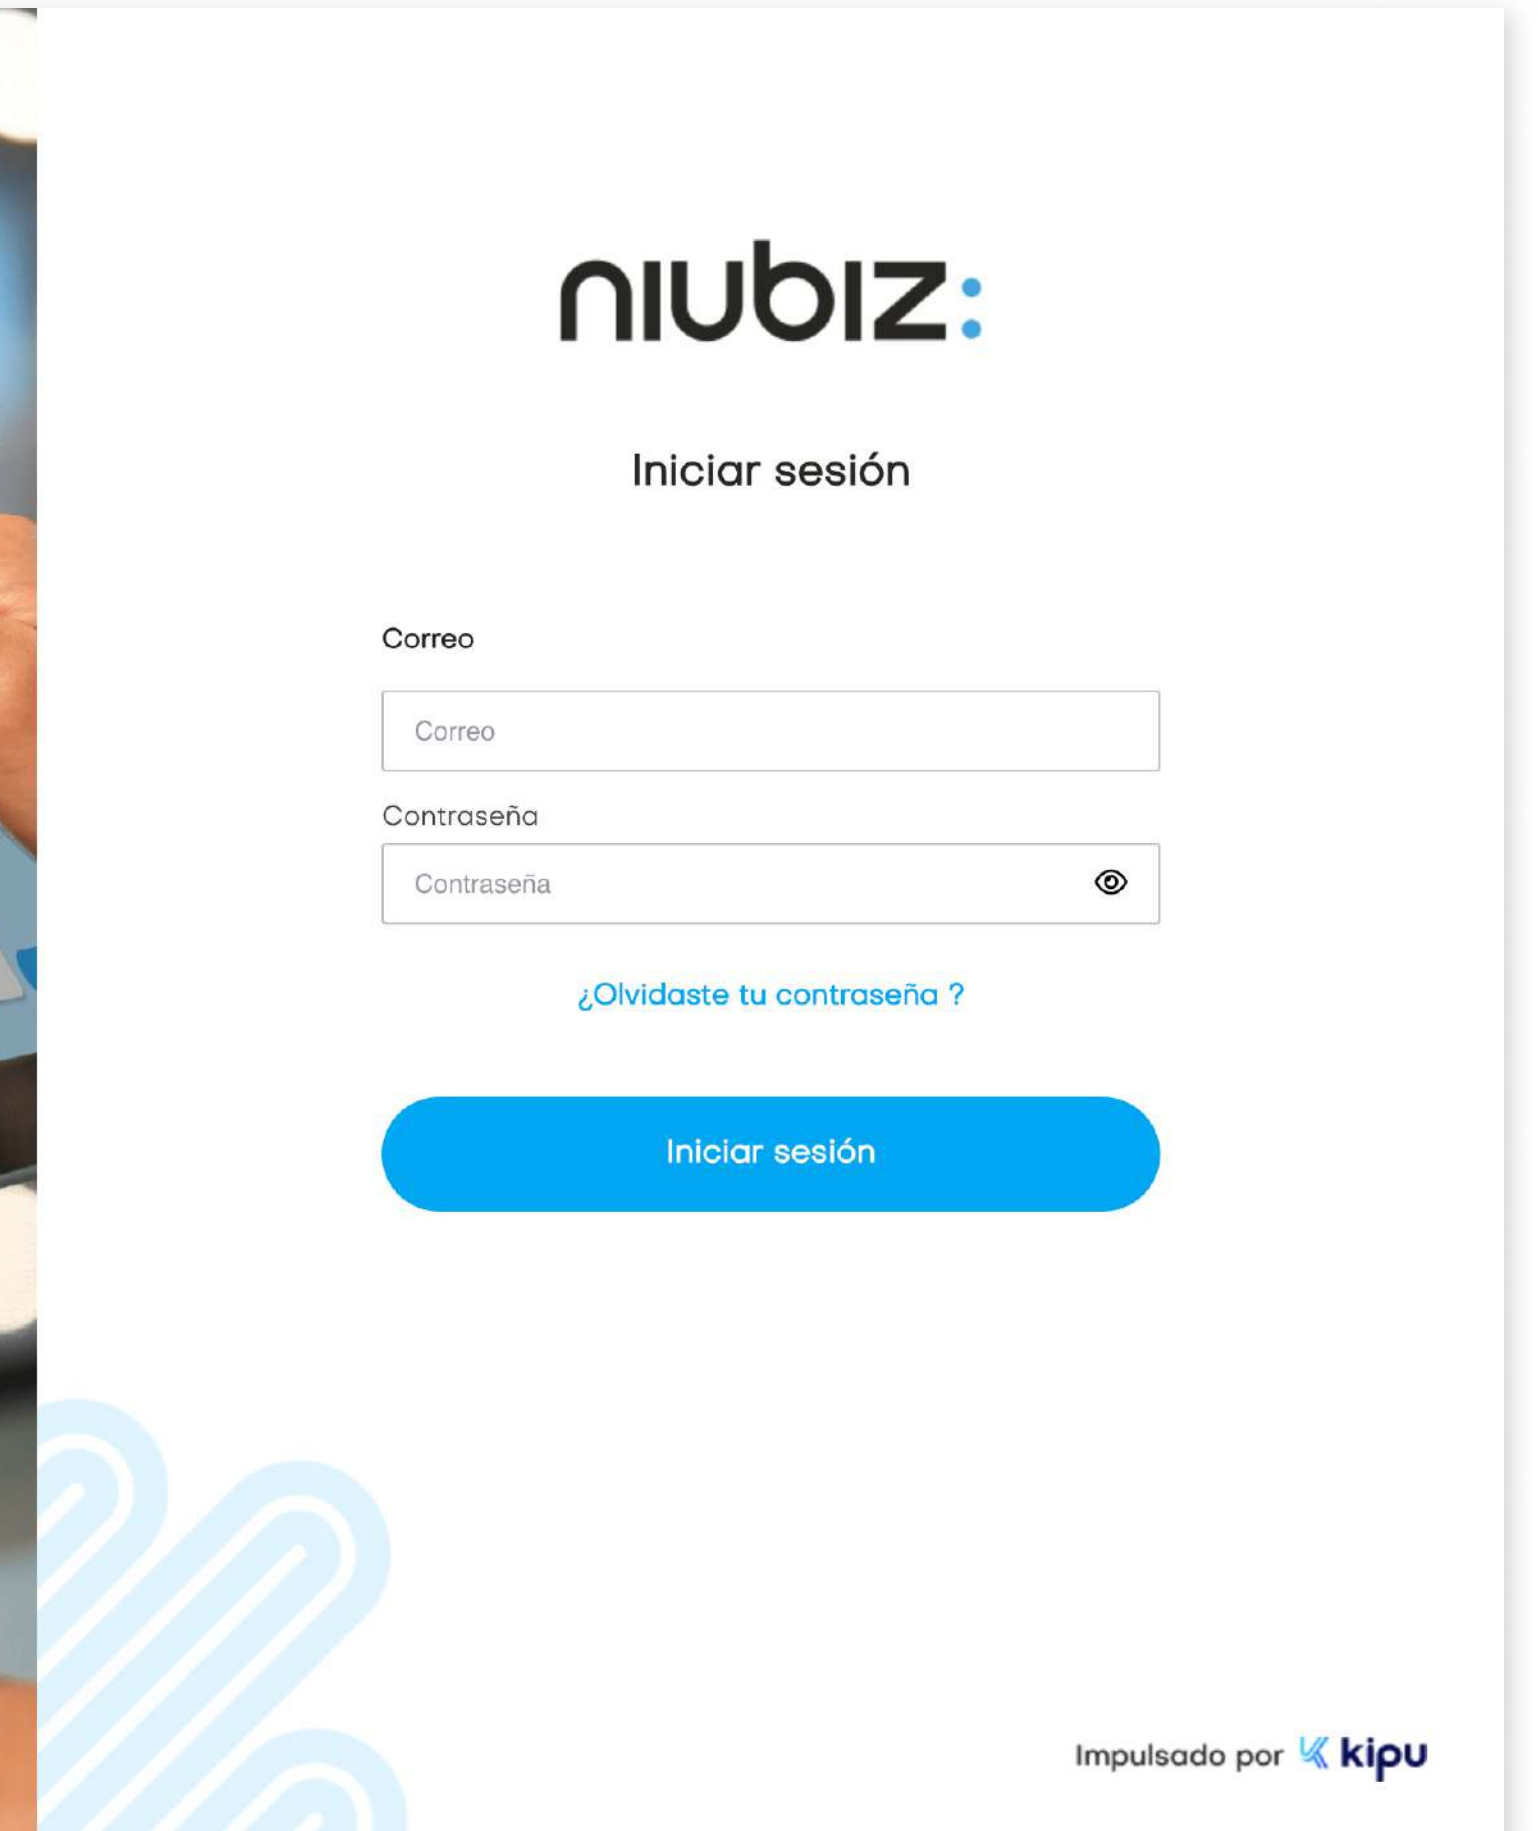 niubiz:
Iniciar sesión
Correo
Correo
Contraseña
Contraseña
¿Olvidaste tu contraseña ?
Iniciar sesión
Impulsado por kipu